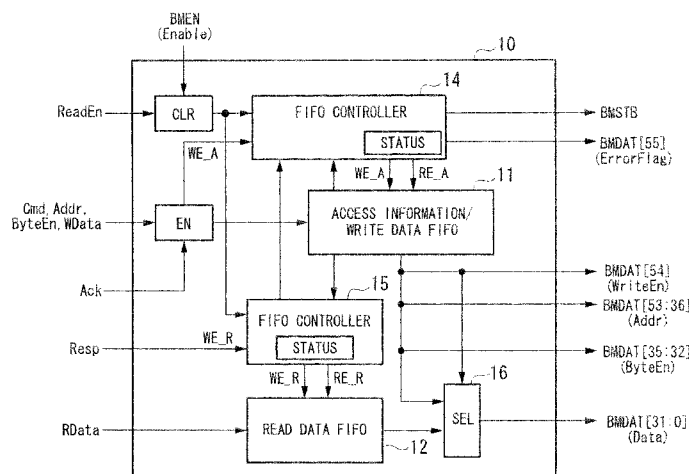 BMEN
(Enable)
10
14
ReadEn
CLR
FIFO CONTROLLER
BMSTB
STATUS
BMDAT[55]
(ErrorFlag)
WE_A
WE_A
RE_A
11
Cmd,Addr,
ByteEn,WData
EN
ACCESS INFORMATION/
WRITE DATA FIFO
BMDAT[54]
(WriteEn)
Ack
15
BMDAT[53:36]
(Addr)
FIFO CONTROLLER
Resp
WE_R
STATUS
BMDAT[35:32]
(ByteEn)
16
WE_R
RE_R
SEL
RData
READ DATA FIFO
BMDAT[31:0]
(Data)
12